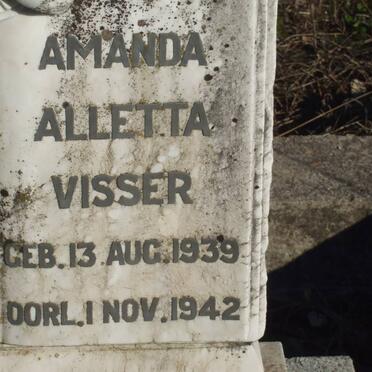 AMANDA
ALLETTA
VISSER
GEB. 13 AUG. 1939
OORL. 1 NOV. 1942